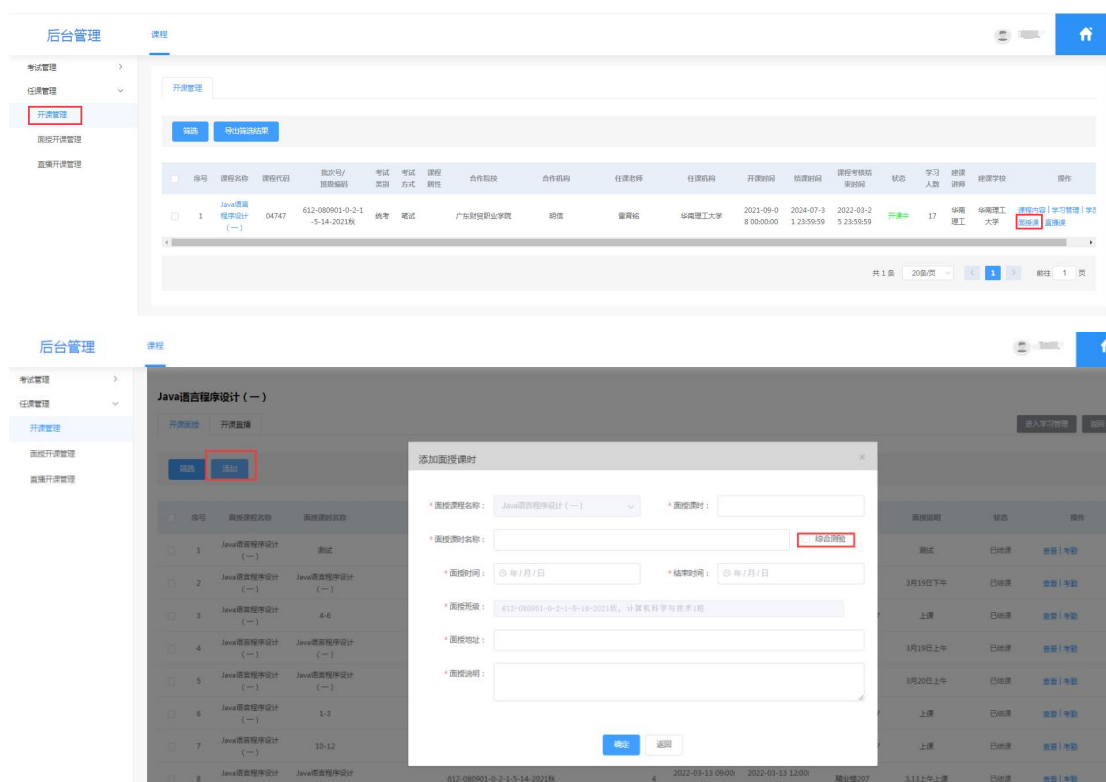 后台管理
课程
考试管理
任课管理
开课管理
面授开课管理
直播开课管理
开课管理
筛选 导出筛选结果
序号 课程名称 课程代码 批次号/班级编码 考试类别 考试方式 课程属性 合作院校 合作机构 任课老师 任课机构 开课时间 结课时间 课程考核结束时间 状态 学习人数 建课讲师 建课学校 操作
1 Java语言程序设计（一） 04747 612-080901-0-2-1-5-14-2021秋 统考 笔试 广东财贸职业学院 明信 雷育铭 华南理工大学 2021-09-08 00:00:00 2024-07-31 23:59:59 2022-03-25 23:59:59 开课中 17 华南理工 华南理工大学 课程内容 | 学习管理 | 学员
面授课 | 直播课
共 1 条 20条/页 1 前往 1 页
后台管理
课程
考试管理
任课管理
开课管理
面授开课管理
直播开课管理
Java语言程序设计（一）
开课面授 开课直播
进入学习管理 返回
筛选 添加
序号 面授课程名称 面授课时名称 面授说明 状态 操作
1 Java语言程序设计（一） 测试 测试 已结课 查看 | 考勤
2 Java语言程序设计（一） Java语言程序设计（一） 3月19日下午 已结课 查看 | 考勤
3 Java语言程序设计（一） 4-6 上课 已结课 查看 | 考勤
4 Java语言程序设计（一） Java语言程序设计（一） 3月19日上午 已结课 查看 | 考勤
5 Java语言程序设计（一） Java语言程序设计（一） 3月20日上午 已结课 查看 | 考勤
6 Java语言程序设计（一） 1-3 上课 已结课 查看 | 考勤
7 Java语言程序设计（一） 10-12 上课 已结课 查看 | 考勤
8 Java语言程序设计 Java语言程序设计 612-080901-0-2-1-5-14-2021秋 4 2022-03-13 09:00: 2022-03-13 12:00: 207 3.13上午上课 已结课 查看 | 考勤
添加面授课时
* 面授课程名称： Java语言程序设计（一） * 面授课时：
* 面授课时名称： 综合测验
* 面授时间： 年/月/日 * 结束时间： 年/月/日
* 面授班级： 612-080901-0-2-1-5-14-2021秋, 计算机科学与技术1班
* 面授地址：
* 面授说明：
确定 返回